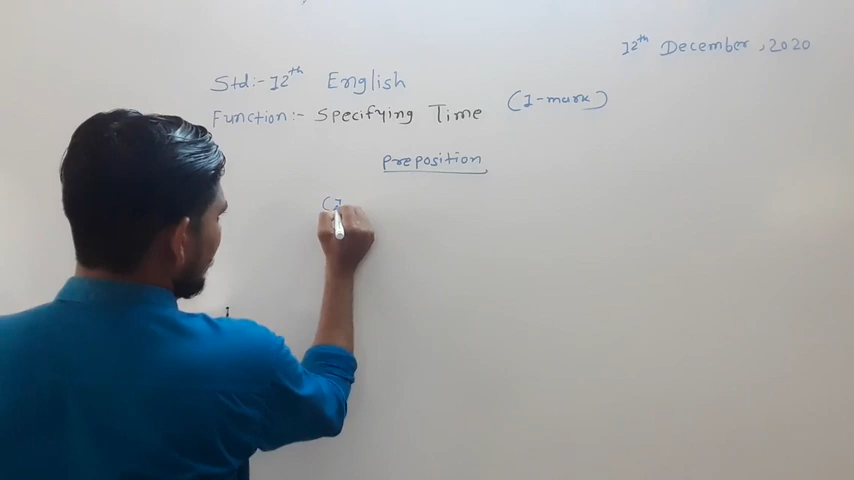 12th December, 2020
Std:- 12th English
Function:- Specifying Time (1-mark)
Preposition
(I